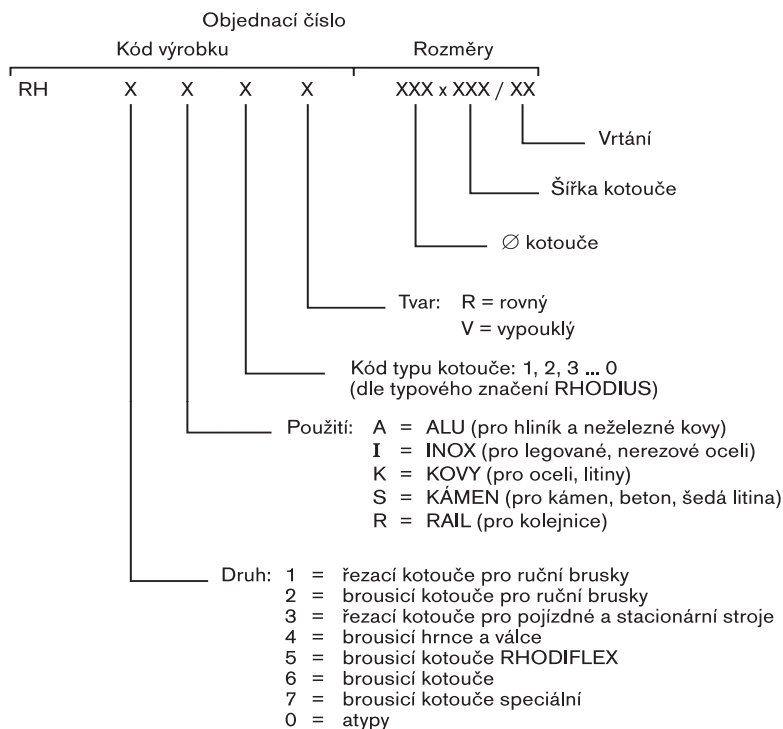 Objednací číslo
Kód výrobku Rozměry
RH X X X X XXX x XXX / XX
Vrtání
Šířka kotouče
∅ kotouče
Tvar: R = rovný
V = vypouklý
Kód typu kotouče: 1, 2, 3 ... 0
(dle typového značení RHODIUS)
Použití: A = ALU (pro hliník a neželezné kovy)
I = INOX (pro legované, nerezové oceli)
K = KOVY (pro oceli, litiny)
S = KÁMEN (pro kámen, beton, šedá litina)
R = RAIL (pro kolejnice)
Druh: 1 = řezací kotouče pro ruční brusky
2 = brousicí kotouče pro ruční brusky
3 = řezací kotouče pro pojízdné a stacionární stroje
4 = brousicí hrnce a válce
5 = brousicí kotouče RHODIFLEX
6 = brousicí kotouče
7 = brousicí kotouče speciální
0 = atypy